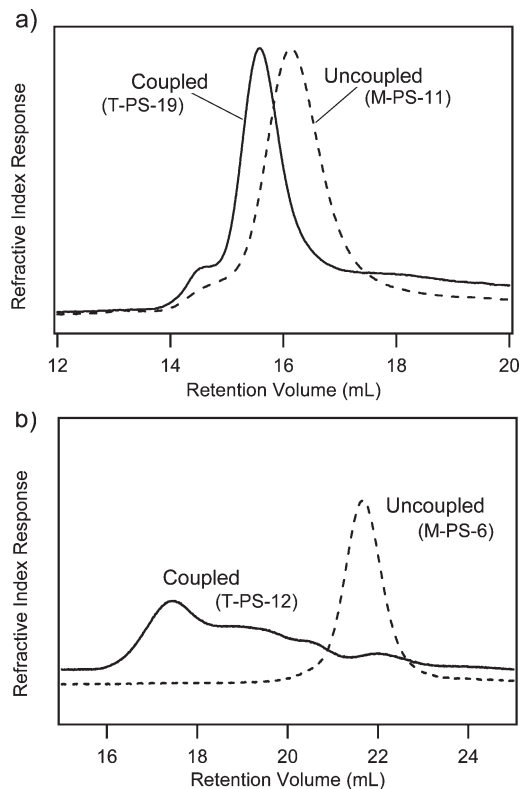 a)
Coupled
(T-PS-19)
Uncoupled
(M-PS-11)
Refractive Index Response
12 14 16 18 20
Retention Volume (mL)
b)
Uncoupled
(M-PS-6)
Coupled
(T-PS-12)
Refractive Index Response
16 18 20 22 24
Retention Volume (mL)